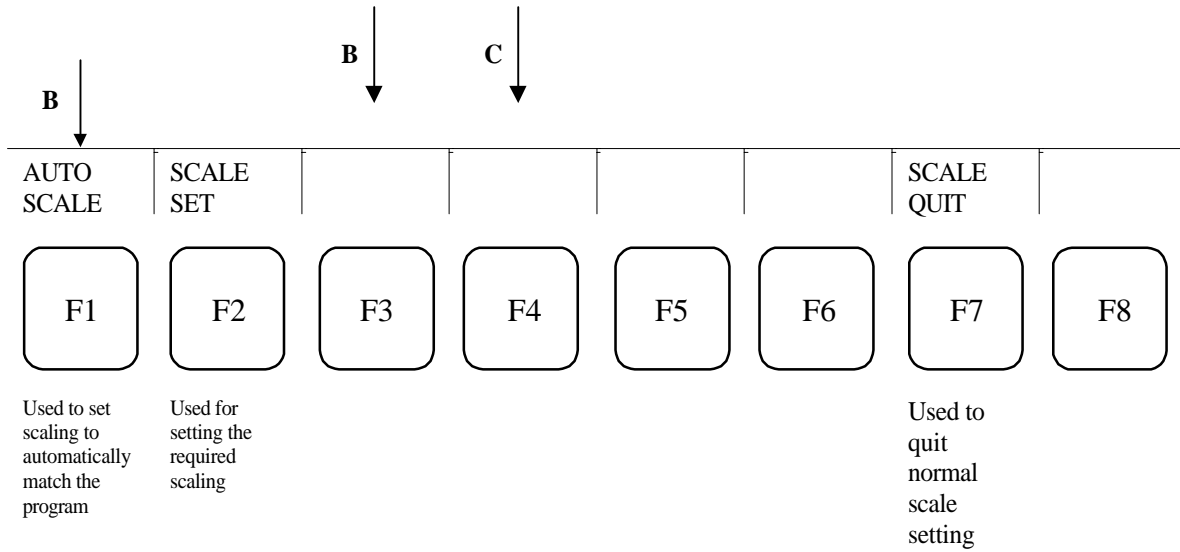 B C
B
AUTO SCALE SCALE
SCALE SET QUIT
F1 F2 F3 F4 F5 F6 F7 F8
Used to set
scaling to
automatically
match the
program
Used for
setting the
required
scaling
Used to
quit
normal
scale
setting